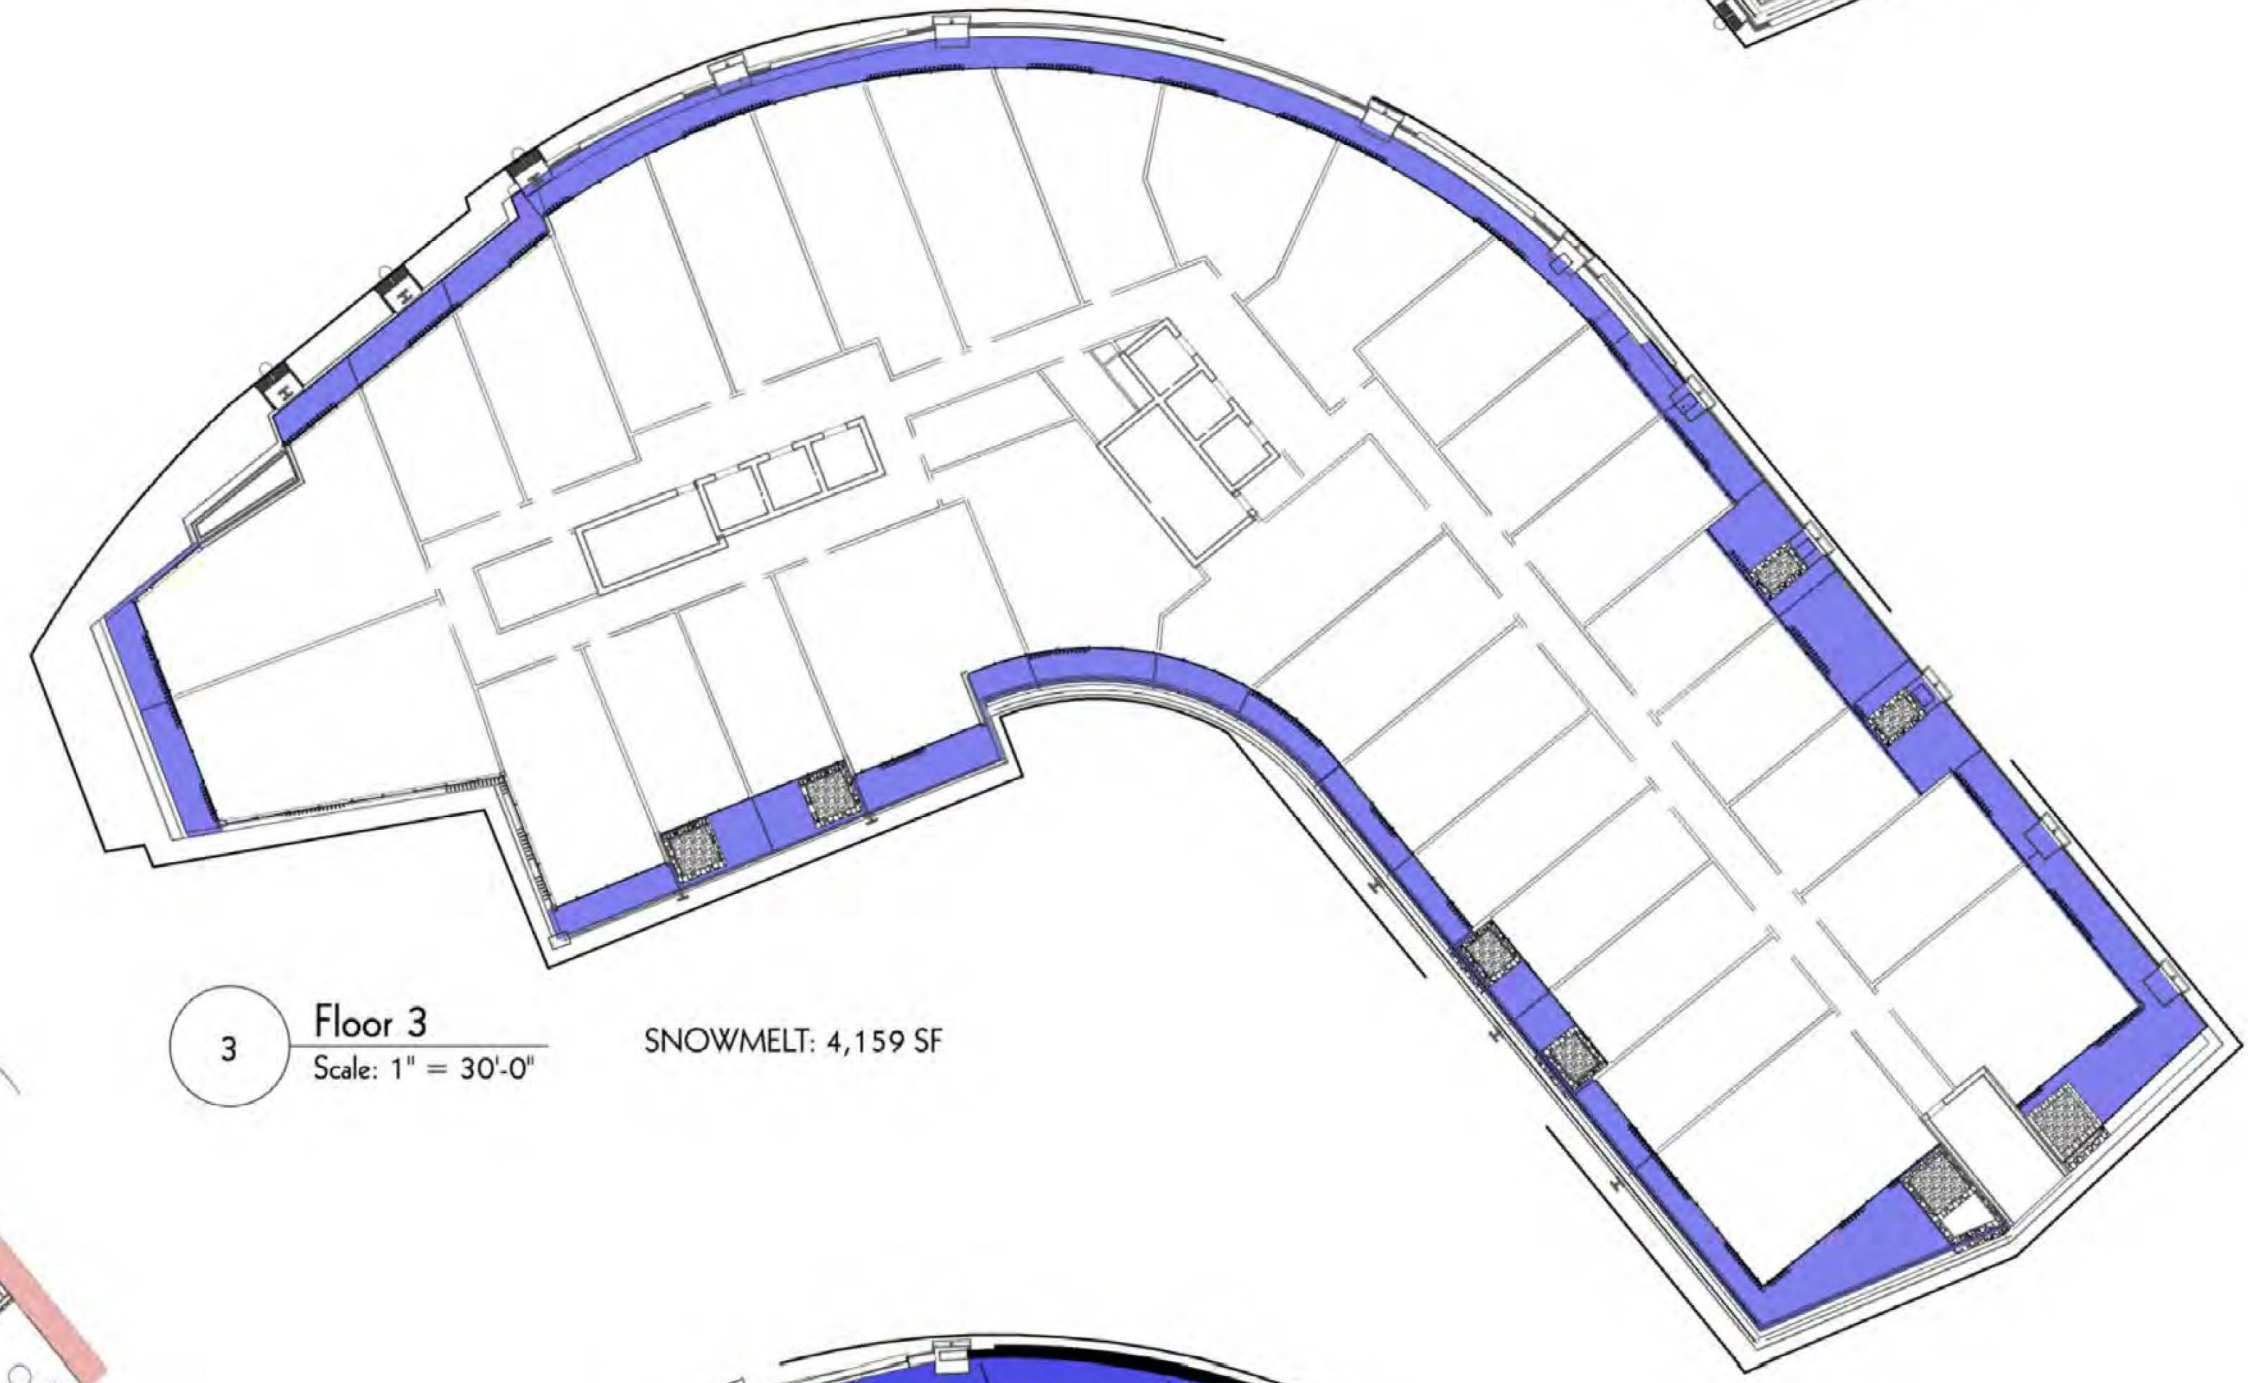 3
Floor 3
Scale: 1" = 30'-0"
SNOWMELT: 4,159 SF